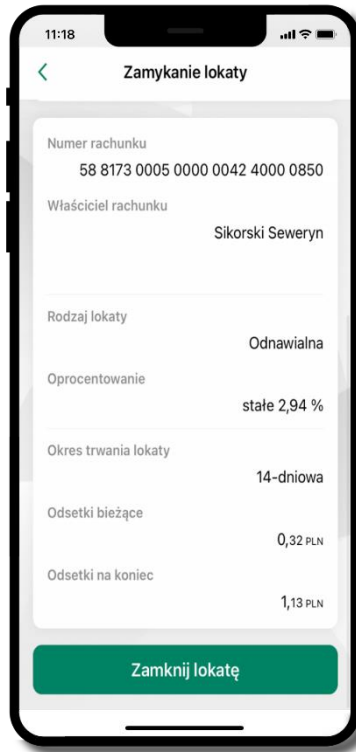 11:18
Zamykanie lokaty
Numer rachunku
58 8173 0005 0000 0042 4000 0850
Właściciel rachunku
Sikorski Seweryn
Rodzaj lokaty
Odnawialna
Oprocentowanie
stałe 2,94 %
Okres trwania lokaty
14-dniowa
Odsetki bieżące
0,32 PLN
Odsetki na koniec
1,13 PLN
Zamknij lokatę